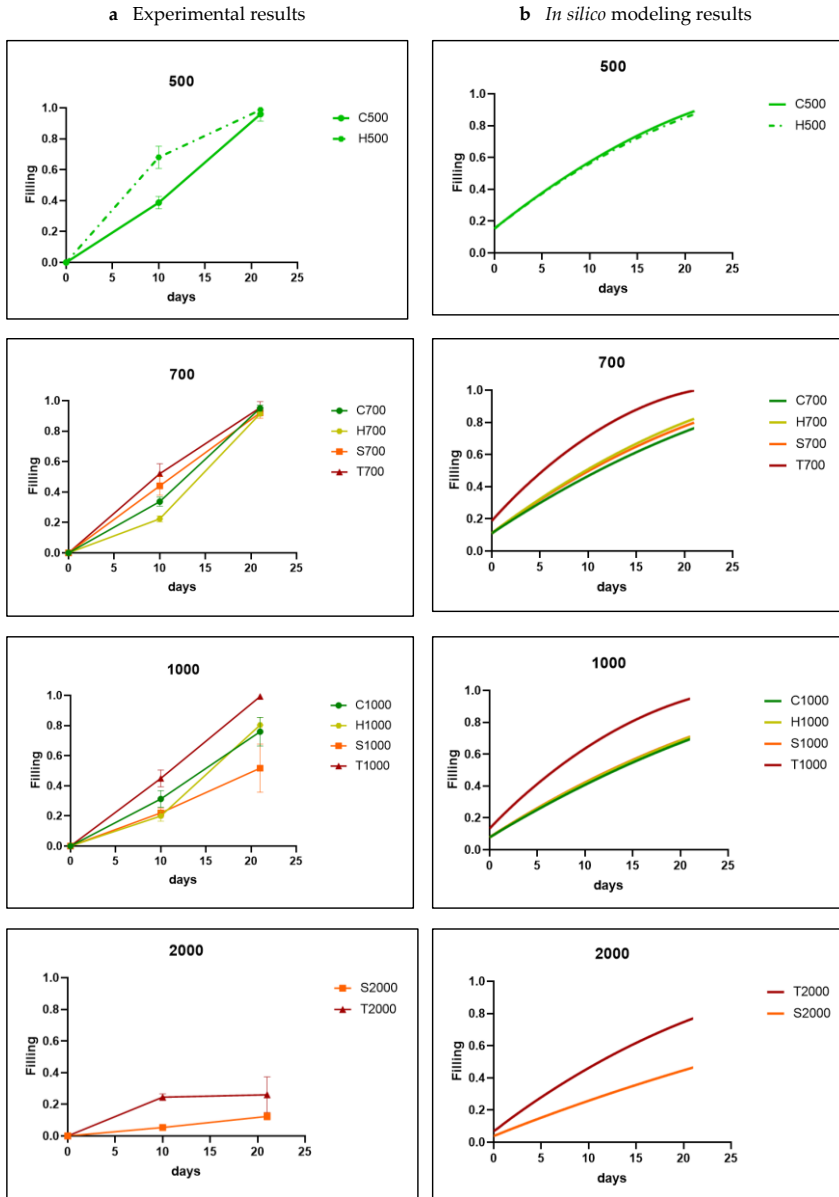 a Experimental results
b In silico modeling results
500
1.0
0.8
0.6
0.4
0.2
0.0
Filling
0 5 10 15 20 25
days
C500
H500
500
1.0
0.8
0.6
0.4
0.2
0.0
Filling
0 5 10 15 20 25
days
C500
H500
700
1.0
0.8
0.6
0.4
0.2
0.0
Filling
0 5 10 15 20 25
days
C700
H700
S700
T700
700
1.0
0.8
0.6
0.4
0.2
0.0
Filling
0 5 10 15 20 25
days
C700
H700
S700
T700
1000
1.0
0.8
0.6
0.4
0.2
0.0
Filling
0 5 10 15 20 25
days
C1000
H1000
S1000
T1000
1000
1.0
0.8
0.6
0.4
0.2
0.0
Filling
0 5 10 15 20 25
days
C1000
H1000
S1000
T1000
2000
1.0
0.8
0.6
0.4
0.2
0.0
Filling
0 5 10 15 20 25
days
S2000
T2000
2000
1.0
0.8
0.6
0.4
0.2
0.0
Filling
0 5 10 15 20 25
days
T2000
S2000